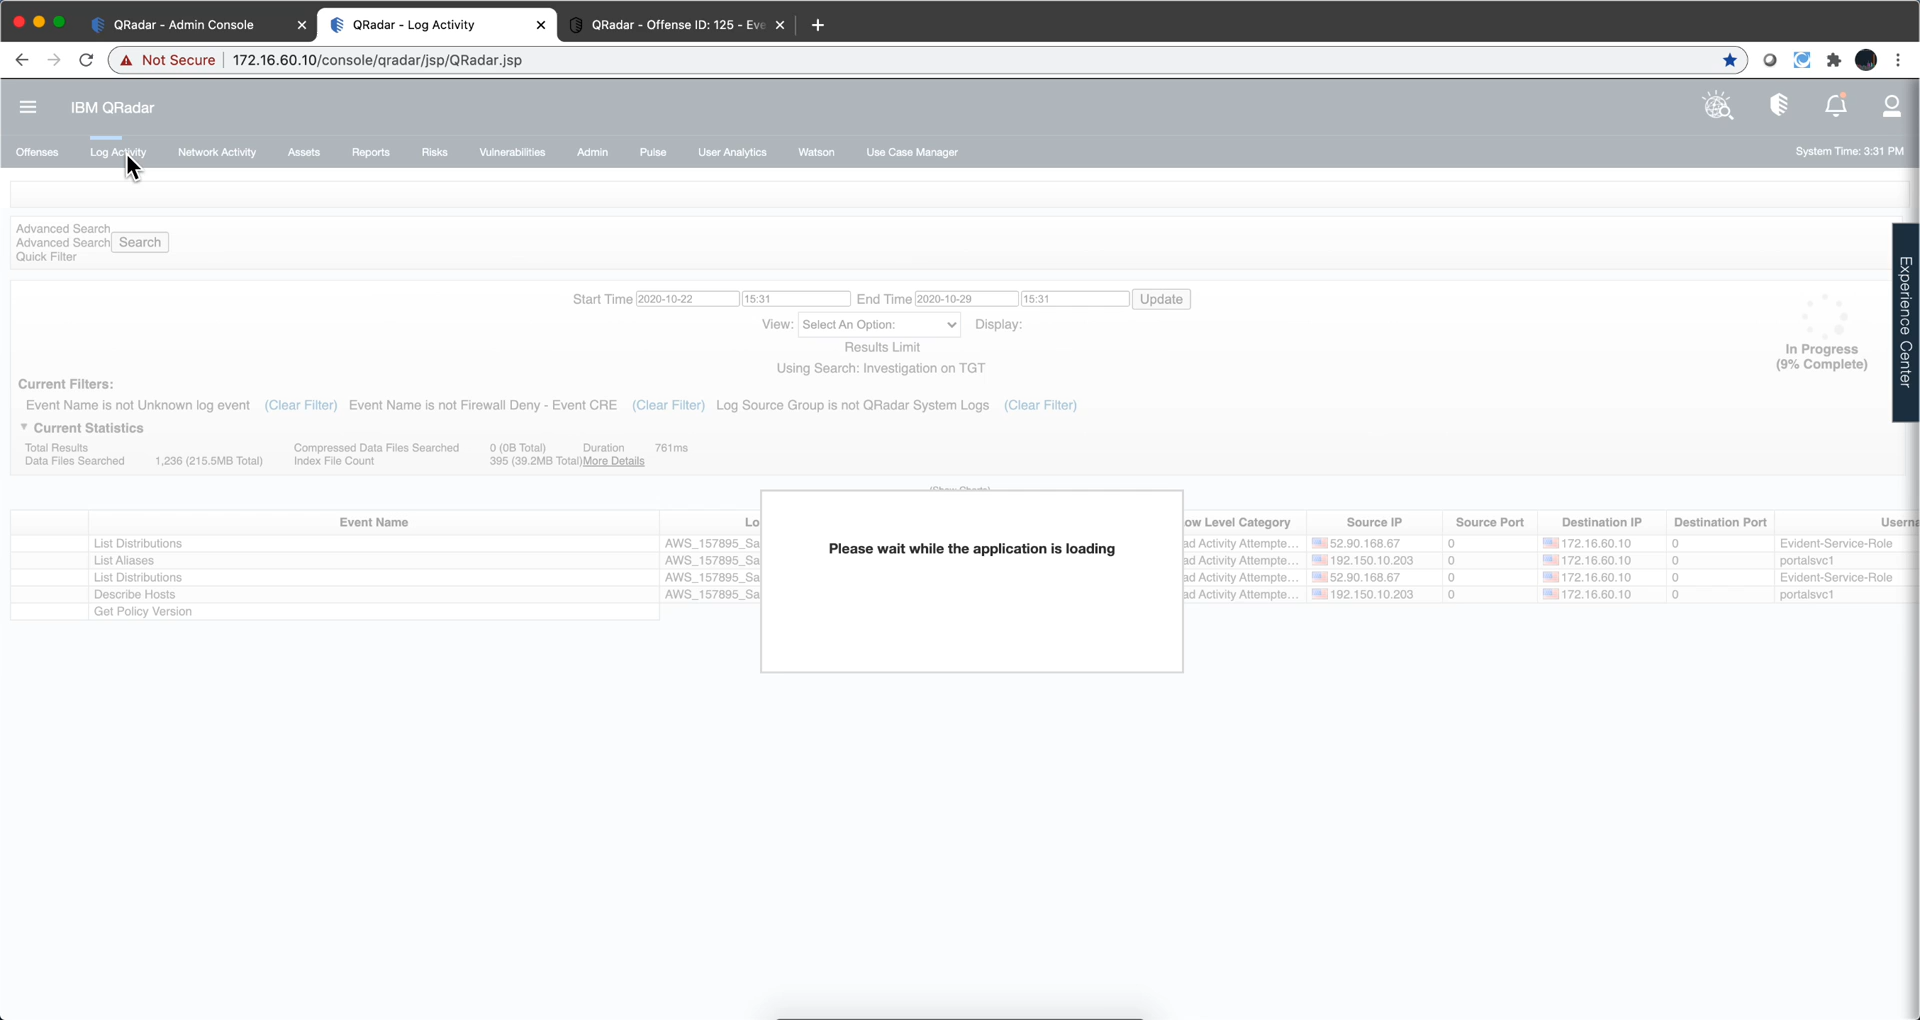 QRadar - Admin Console
QRadar - Log Activity
QRadar - Offense ID: 125 - Eve
Not Secure 172.16.60.10/console/qradar/jsp/QRadar.jsp
IBM QRadar
Offenses Log Activity Network Activity Assets Reports Risks Vulnerabilities Admin Pulse User Analytics Watson Use Case Manager System Time: 3:31 PM
Advanced Search
Advanced Search Search
Quick Filter
Experience Center
Start Time 2020-10-22 15:31 End Time 2020-10-29 15:31 Update
View: Select An Option: Display:
Results Limit
Using Search: Investigation on TGT
In Progress
(9% Complete)
Current Filters:
Event Name is not Unknown log event (Clear Filter) Event Name is not Firewall Deny - Event CRE (Clear Filter) Log Source Group is not QRadar System Logs (Clear Filter)
▼ Current Statistics
Total Results Compressed Data Files Searched 0 (0B Total) Duration 761ms
Data Files Searched 1,236 (215.5MB Total) Index File Count 395 (39.2MB Total) More Details
(Show Charts)
Event Name Lo ow Level Category Source IP Source Port Destination IP Destination Port Userna
List Distributions AWS_157895_Sa ad Activity Attempte... 52.90.168.67 0 172.16.60.10 0 Evident-Service-Role
List Aliases AWS_157895_Sa ad Activity Attempte... 192.150.10.203 0 172.16.60.10 0 portalsvc1
List Distributions AWS_157895_Sa ad Activity Attempte... 52.90.168.67 0 172.16.60.10 0 Evident-Service-Role
Describe Hosts AWS_157895_Sa ad Activity Attempte... 192.150.10.203 0 172.16.60.10 0 portalsvc1
Get Policy Version
Please wait while the application is loading